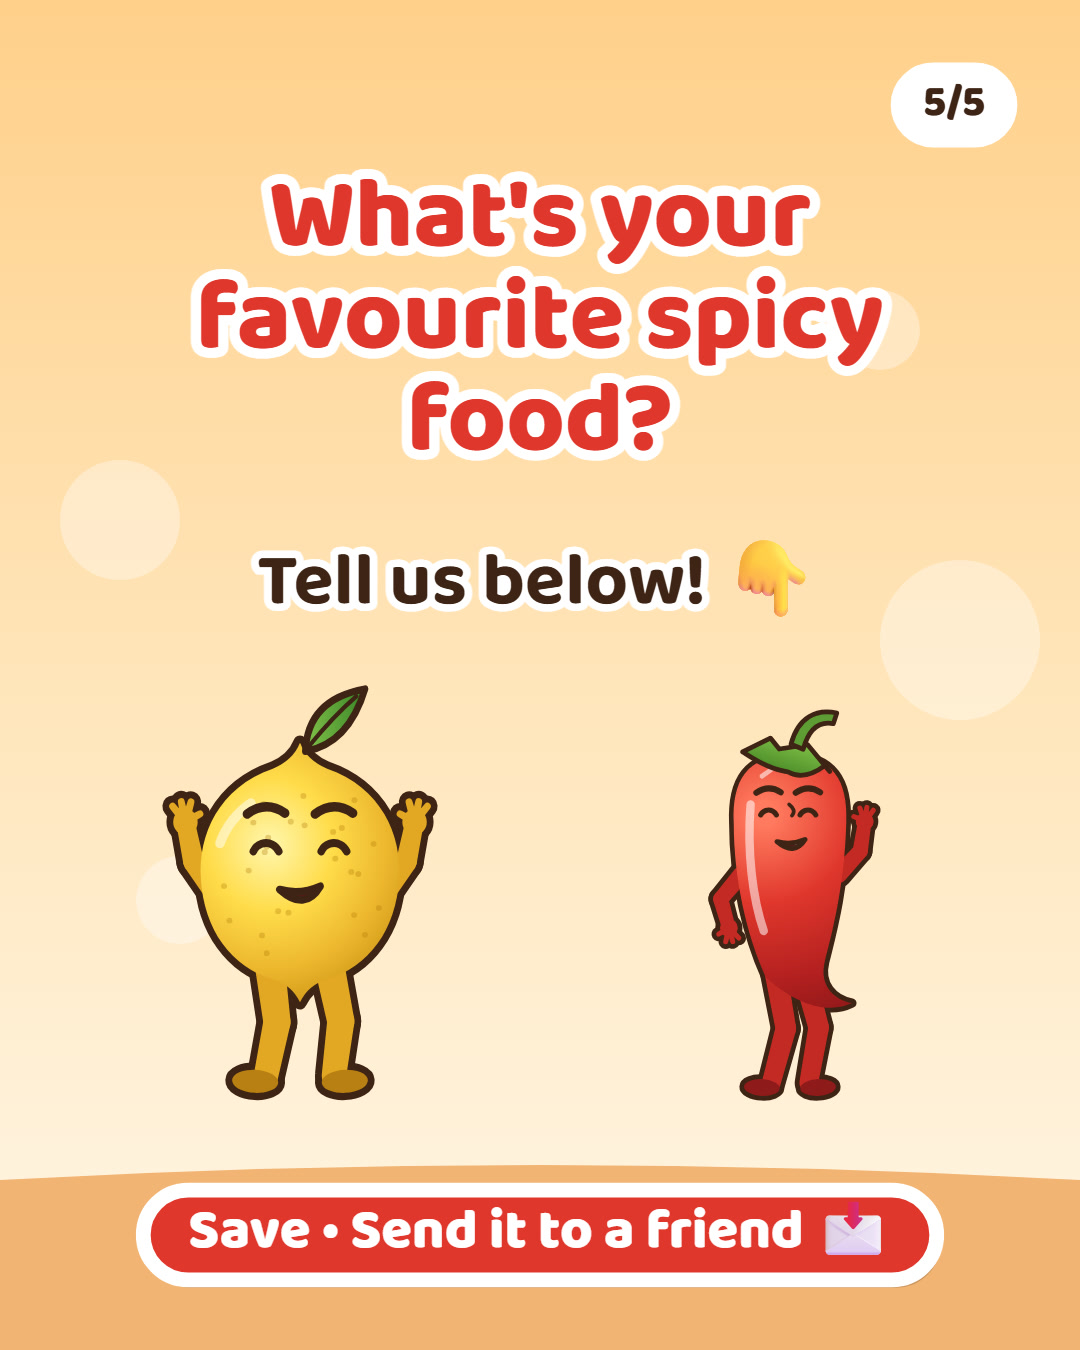 5/5
What's your
favourite spicy
food?
Tell us below! 👇
Save • Send it to a friend 📩